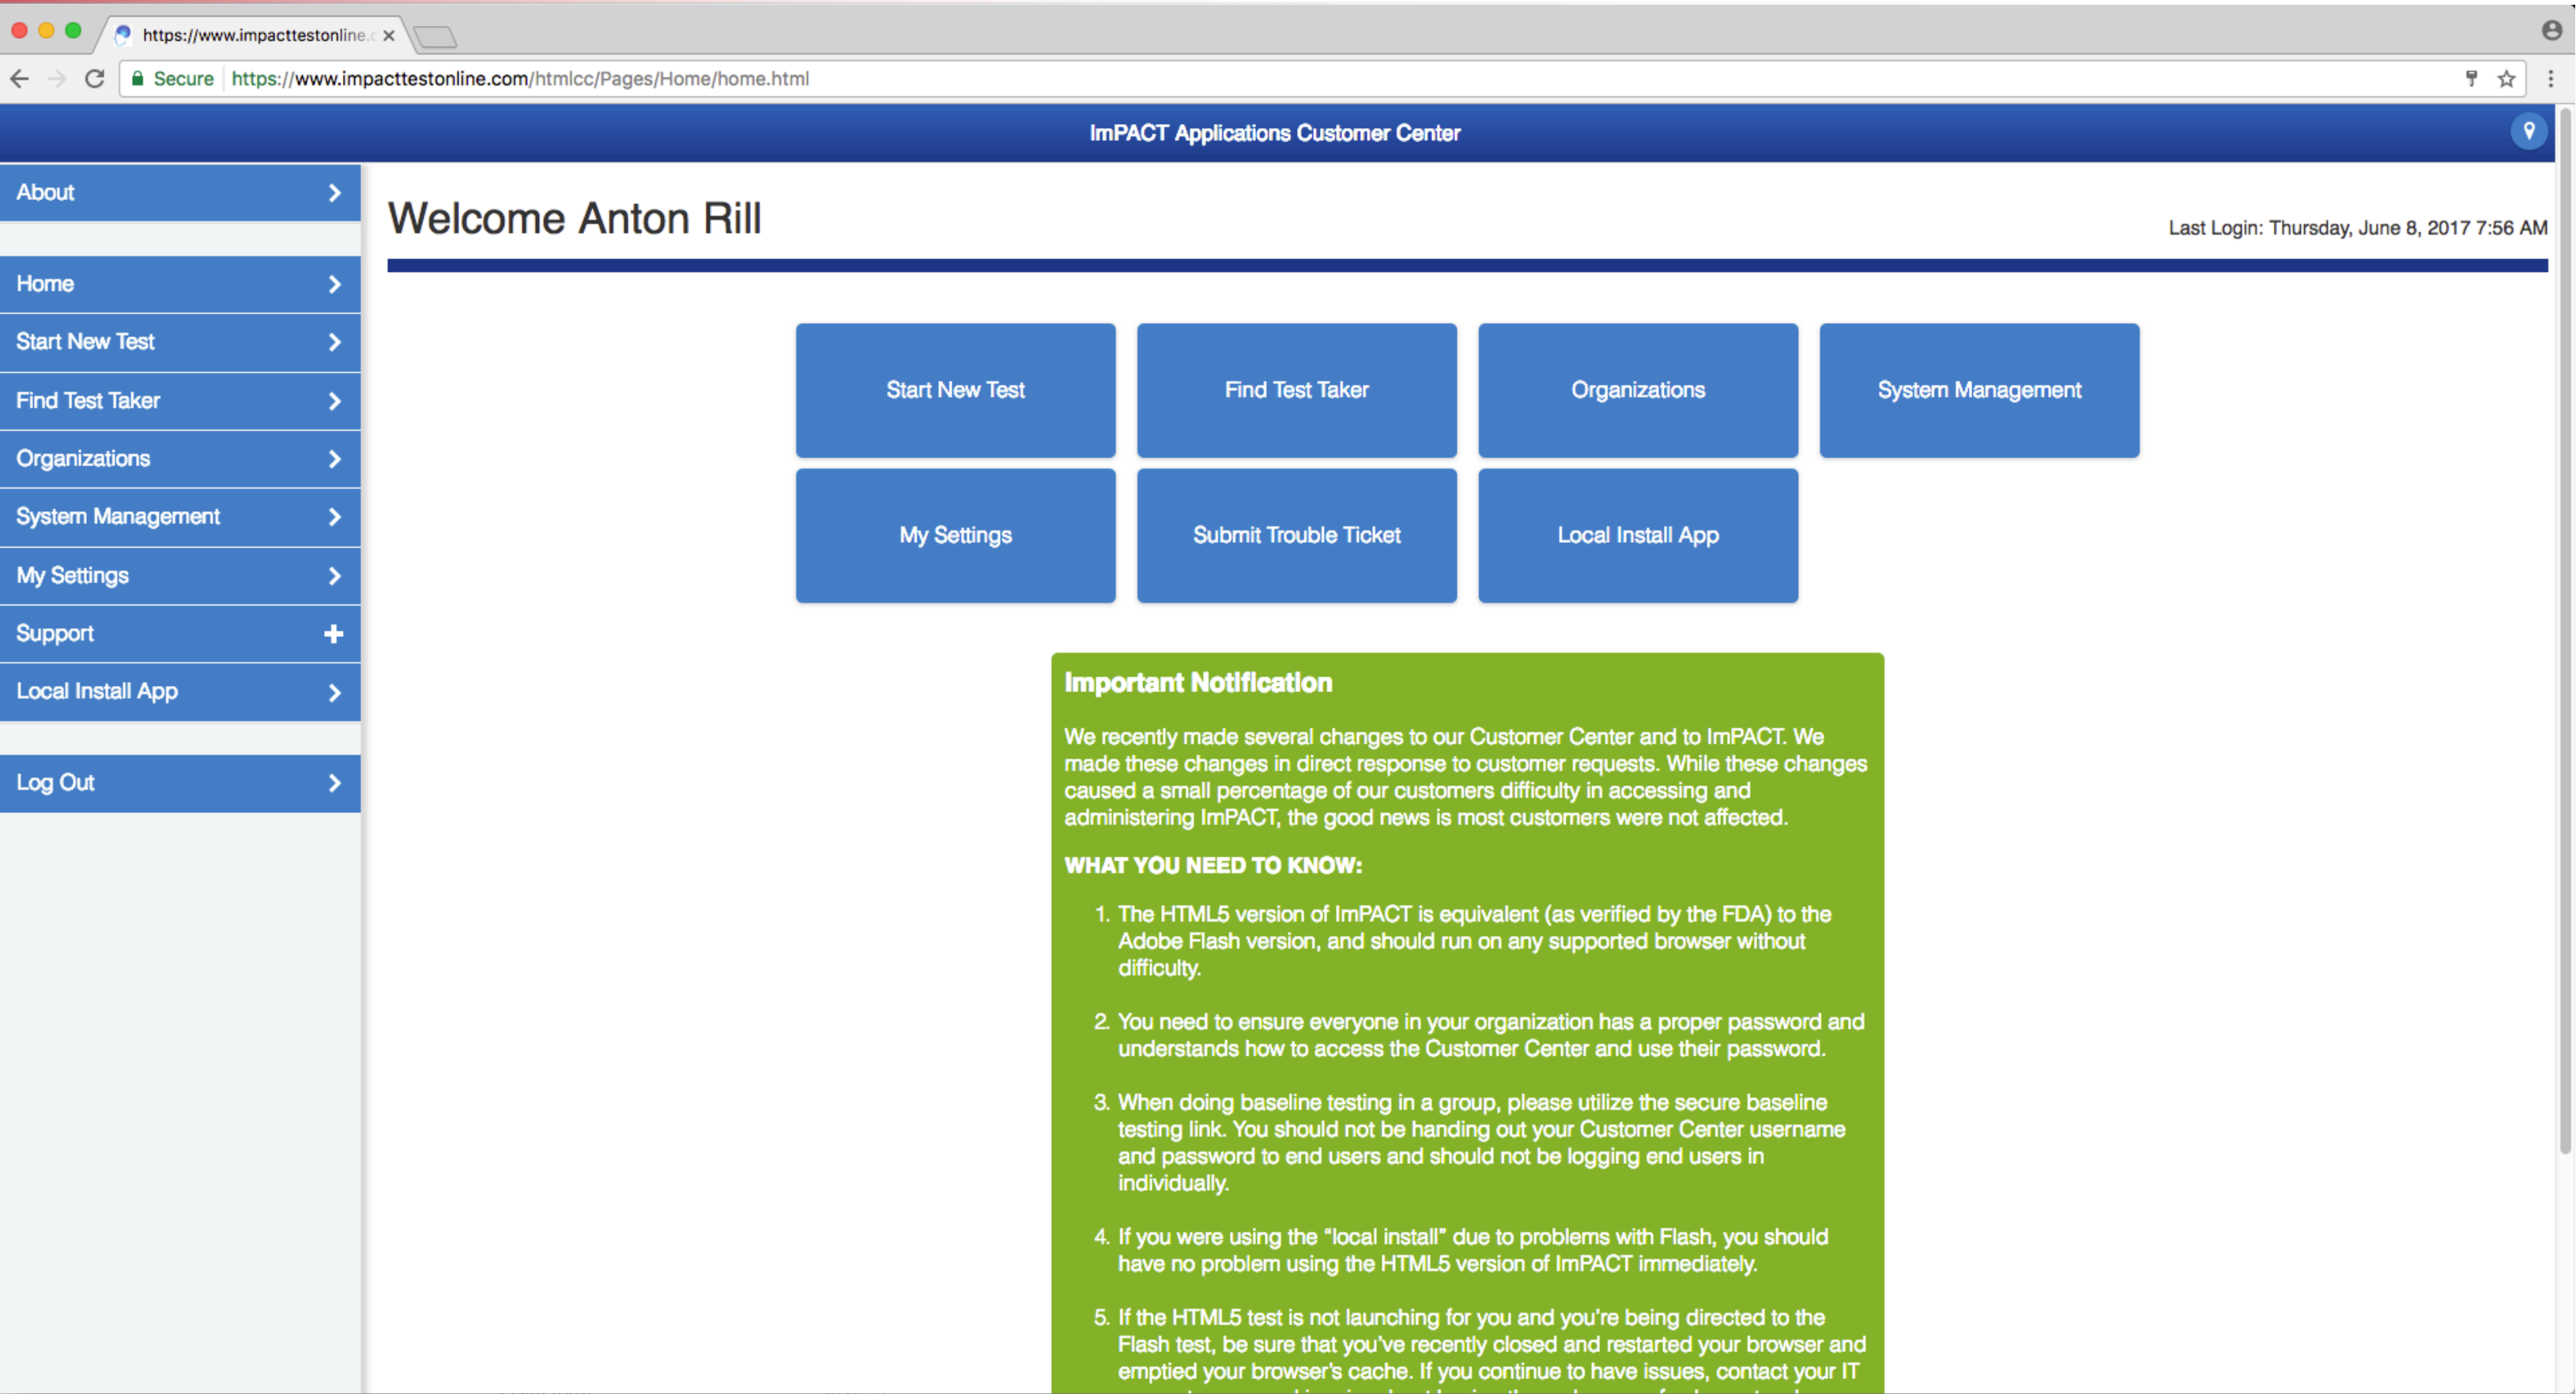 https://www.impacttestonline.c
Secure https://www.impacttestonline.com/htmlcc/Pages/Home/home.html
ImPACT Applications Customer Center
About
Welcome Anton Rill
Last Login: Thursday, June 8, 2017 7:56 AM
Home
Start New Test
Find Test Taker
Organizations
System Management
My Settings
Support
Local Install App
Log Out
Start New Test
Find Test Taker
Organizations
System Management
My Settings
Submit Trouble Ticket
Local Install App
Important Notification
We recently made several changes to our Customer Center and to ImPACT. We
made these changes in direct response to customer requests. While these changes
caused a small percentage of our customers difficulty in accessing and
administering ImPACT, the good news is most customers were not affected.
WHAT YOU NEED TO KNOW:
1. The HTML5 version of ImPACT is equivalent (as verified by the FDA) to the
Adobe Flash version, and should run on any supported browser without
difficulty.
2. You need to ensure everyone in your organization has a proper password and
understands how to access the Customer Center and use their password.
3. When doing baseline testing in a group, please utilize the secure baseline
testing link. You should not be handing out your Customer Center username
and password to end users and should not be logging end users in
individually.
4. If you were using the “local install” due to problems with Flash, you should
have no problem using the HTML5 version of ImPACT immediately.
5. If the HTML5 test is not launching for you and you’re being directed to the
Flash test, be sure that you’ve recently closed and restarted your browser and
emptied your browser’s cache. If you continue to have issues, contact your IT